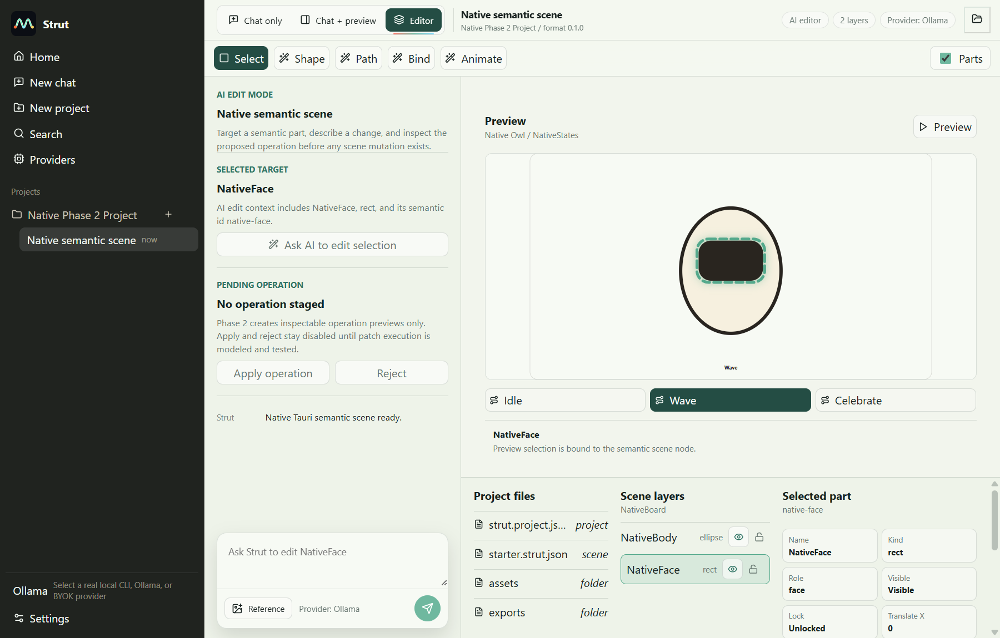 Strut
Home
New chat
New project
Search
Providers
Projects
Native Phase 2 Project +
Native semantic scene now
Ollama Select a real local CLI, Ollama, or
BYOK provider
Settings
Chat only
Chat + preview
Editor
Native semantic scene
Native Phase 2 Project / format 0.1.0
AI editor
2 layers
Provider: Ollama
Select
Shape
Path
Bind
Animate
Parts
AI EDIT MODE
Native semantic scene
Target a semantic part, describe a change, and inspect the
proposed operation before any scene mutation exists.
SELECTED TARGET
NativeFace
AI edit context includes NativeFace, rect, and its semantic
id native-face.
Ask AI to edit selection
PENDING OPERATION
No operation staged
Phase 2 creates inspectable operation previews only.
Apply and reject stay disabled until patch execution is
modeled and tested.
Apply operation
Reject
Strut Native Tauri semantic scene ready.
Ask Strut to edit NativeFace
Reference
Provider: Ollama
Preview
Native Owl / NativeStates
Preview
Wave
Idle
Wave
Celebrate
NativeFace
Preview selection is bound to the semantic scene node.
Project files
strut.project.js... project
starter.strut.json scene
assets folder
exports folder
Scene layers
NativeBoard
NativeBody ellipse
NativeFace rect
Selected part
native-face
Name
NativeFace
Kind
rect
Role
face
Visible
Visible
Lock
Unlocked
Translate X
0